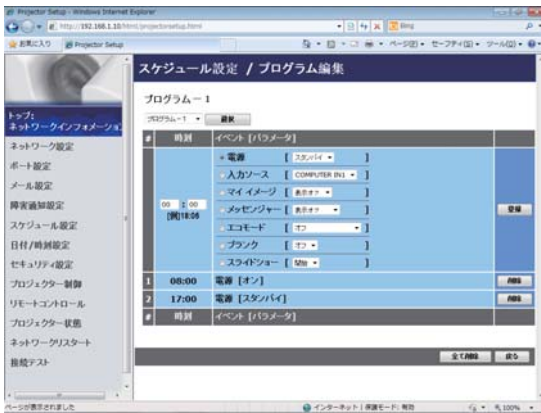 Projector Setup - Windows Internet Explorer
http://192.168.1.10/html/projectorsetup.html
Bing
お気に入り
Projector Setup
ページ(P)
セーフティ(S)
ツール(O)
スケジュール設定 / プログラム編集
トップ:
ネットワークインフォメーション
ネットワーク設定
ポート設定
メール設定
障害通知設定
スケジュール設定
日付/時刻設定
セキュリティ設定
プロジェクター制御
リモートコントロール
プロジェクター状態
ネットワークリスタート
接続テスト
プログラム－1
プログラム-1
選択
# 時刻 イベント [パラメータ]
00 : 00
[例]18:06
電源 [ スタンバイ ]
入力ソース [ COMPUTER IN1 ]
マイ イメージ [ 表示オフ ]
メッセンジャー [ 表示オフ ]
エコモード [ オフ ]
ブランク [ オフ ]
スライドショー [ 開始 ]
登録
1 08:00 電源 [オン] 削除
2 17:00 電源 [スタンバイ] 削除
# 時刻 イベント [パラメータ]
全て削除 戻る
ページが表示されました
インターネット | 保護モード: 有効
100%